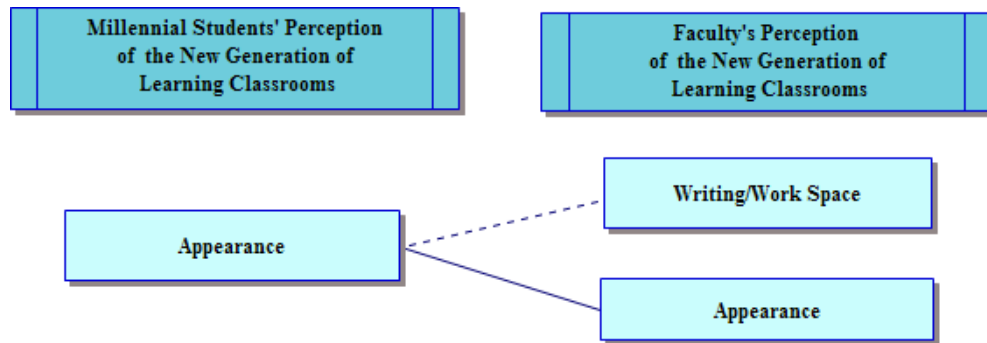 Millennial Students' Perception
of the New Generation of
Learning Classrooms
Faculty's Perception
of the New Generation of
Learning Classrooms
Writing/Work Space
Appearance
Appearance